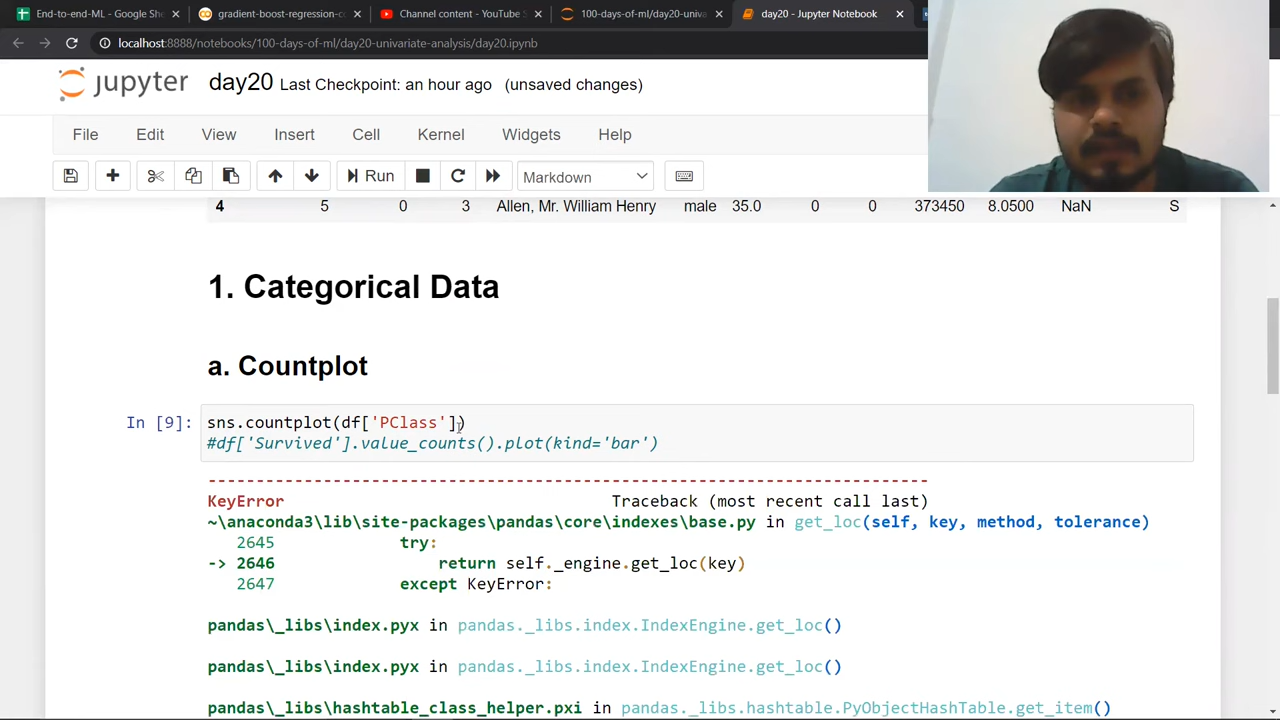 End-to-end-ML - Google She
gradient-boost-regression-c
Channel content - YouTube S
100-days-of-ml/day20-univa
day20 - Jupyter Notebook
localhost:8888/notebooks/100-days-of-ml/day20-univariate-analysis/day20.ipynb
jupyter day20 Last Checkpoint: an hour ago (unsaved changes)
File Edit View Insert Cell Kernel Widgets Help
Run Markdown
4 5 0 3 Allen, Mr. William Henry male 35.0 0 0 373450 8.0500 NaN S
1. Categorical Data
a. Countplot
In [9]: sns.countplot(df['PClass'])
#df['Survived'].value_counts().plot(kind='bar')
---------------------------------------------------------------------------
KeyError Traceback (most recent call last)
~\anaconda3\lib\site-packages\pandas\core\indexes\base.py in get_loc(self, key, method, tolerance)
2645 try:
-> 2646 return self._engine.get_loc(key)
2647 except KeyError:
pandas\_libs\index.pyx in pandas._libs.index.IndexEngine.get_loc()
pandas\_libs\index.pyx in pandas._libs.index.IndexEngine.get_loc()
pandas\_libs\hashtable_class_helper.pxi in pandas._libs.hashtable.PyObjectHashTable.get_item()